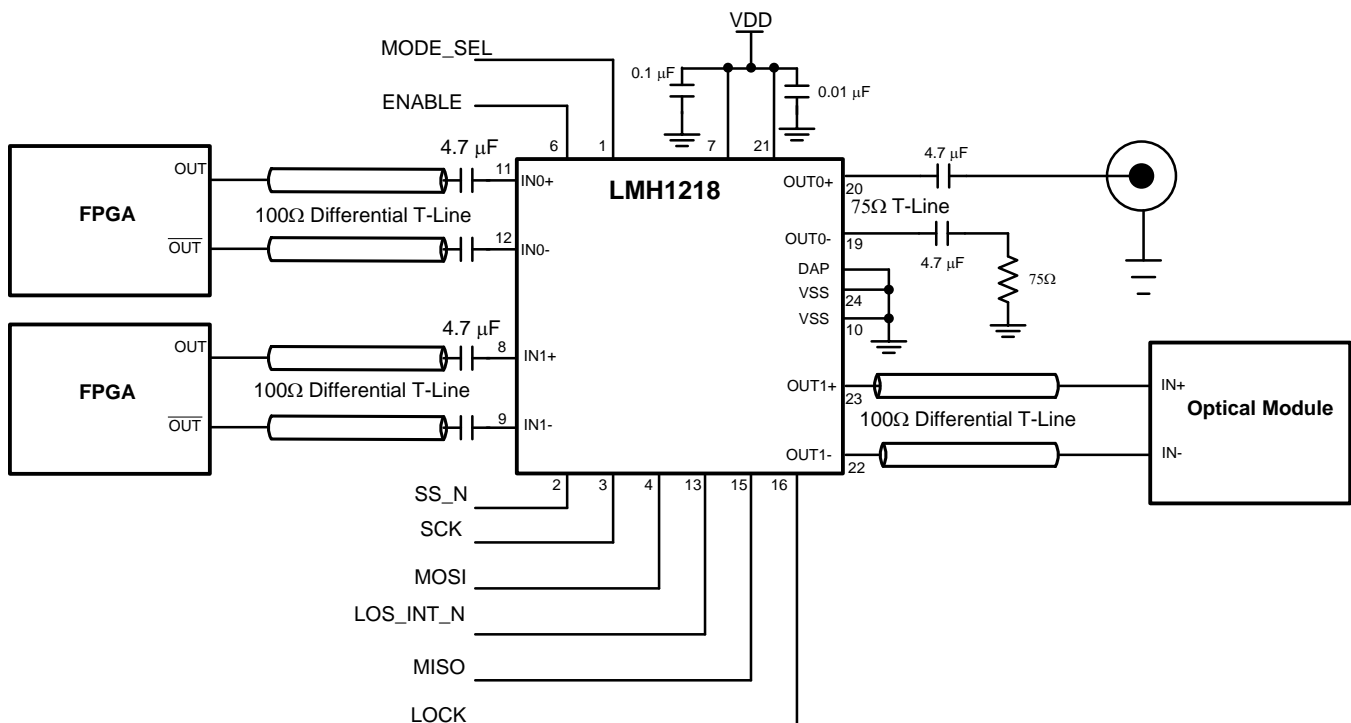 VDD
MODE_SEL
0.1 µF
0.01 µF
ENABLE
6
1
7
21
4.7 µF
4.7 µF
OUT
11
IN0+
LMH1218
OUT0+
20
FPGA
100Ω Differential T-Line
75Ω T-Line
OUT
12
IN0-
OUT0-
19
4.7 µF
75Ω
DAP
VSS
24
VSS
10
4.7 µF
OUT
8
IN1+
FPGA
100Ω Differential T-Line
OUT1+
23
IN+
100Ω Differential T-Line
Optical Module
OUT
9
IN1-
OUT1-
22
IN-
2
3
4
13
15
16
SS_N
SCK
MOSI
LOS_INT_N
MISO
LOCK